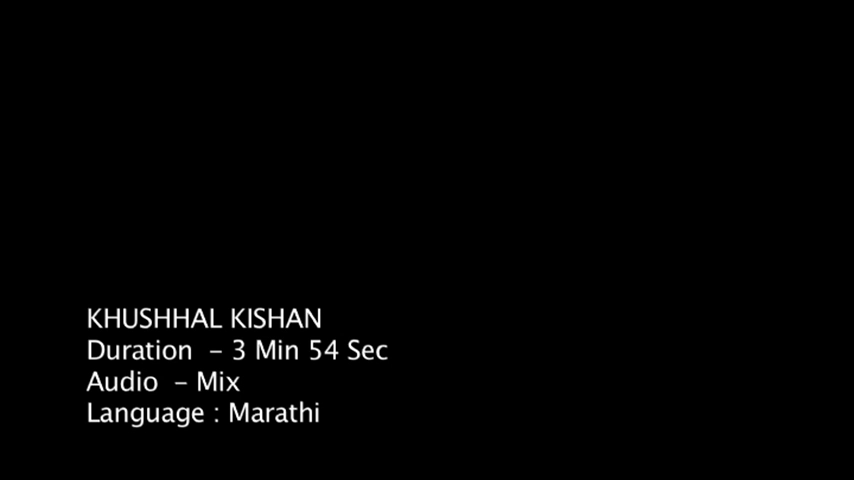 KHUSHHAL KISHAN
Duration – 3 Min 54 Sec
Audio – Mix
Language : Marathi